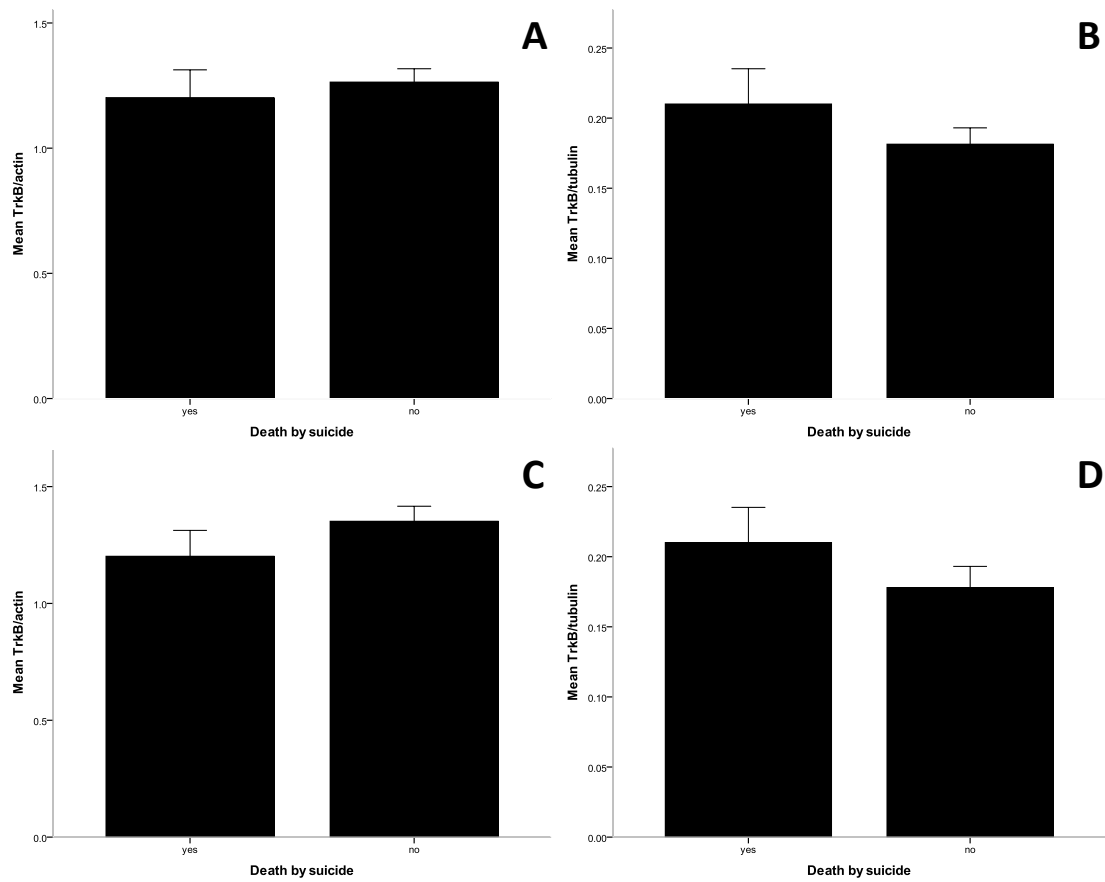 A
1.5
1.0
0.5
0.0
Mean TrkB/actin
yes no
Death by suicide
B
0.25
0.20
0.15
0.10
0.05
0.00
Mean TrkB/tubulin
yes no
Death by suicide
C
1.5
1.0
0.5
0.0
Mean TrkB/actin
yes no
Death by suicide
D
0.25
0.20
0.15
0.10
0.05
0.00
Mean TrkB/tubulin
yes no
Death by suicide